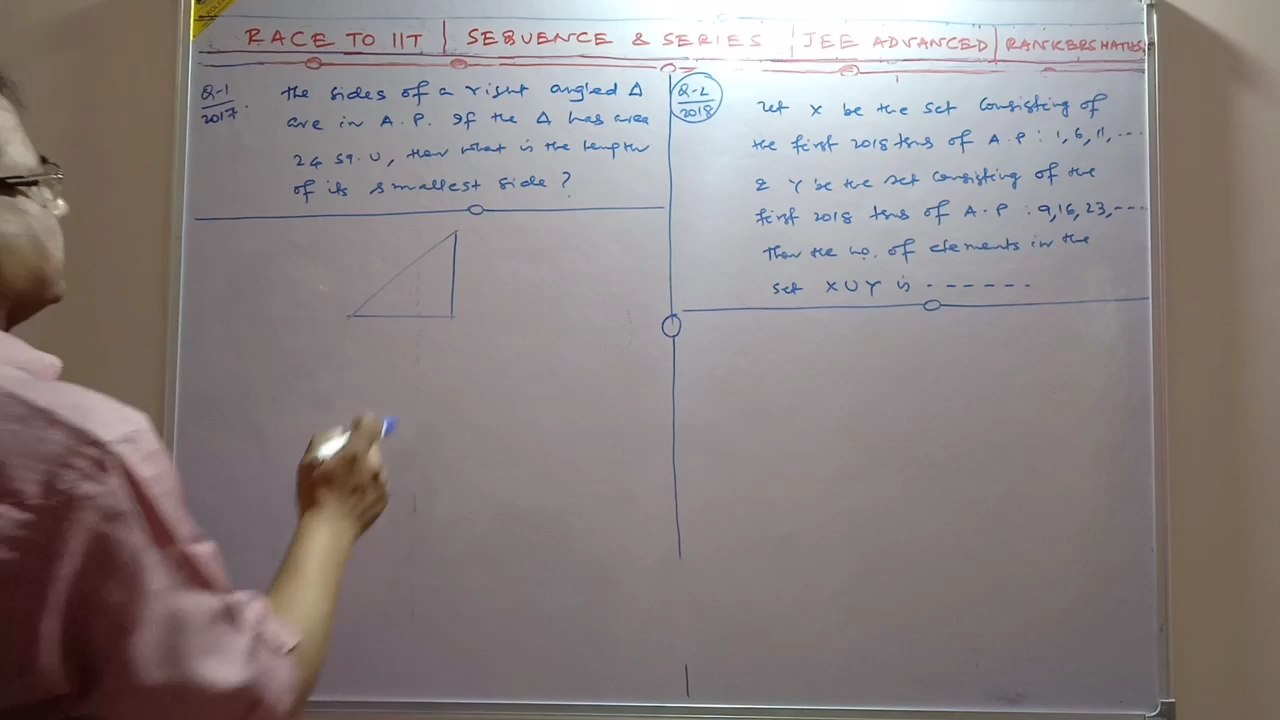 RACE TO IIT | SEQUENCE & SERIES | JEE ADVANCED | RANKERSMATHS
Q-1
2017.
The sides of a right angled Δ
are in A.P. If the Δ has area
24 sq.U, then what is the length
of its smallest side?
Q-2
2018
Let X be the set consisting of
the first 2018 tms of A.P : 1, 6, 11, ...
& Y be the set consisting of the
first 2018 tms of A.P : 9, 16, 23, ...
Then the no. of elements in the
set X U Y is ------